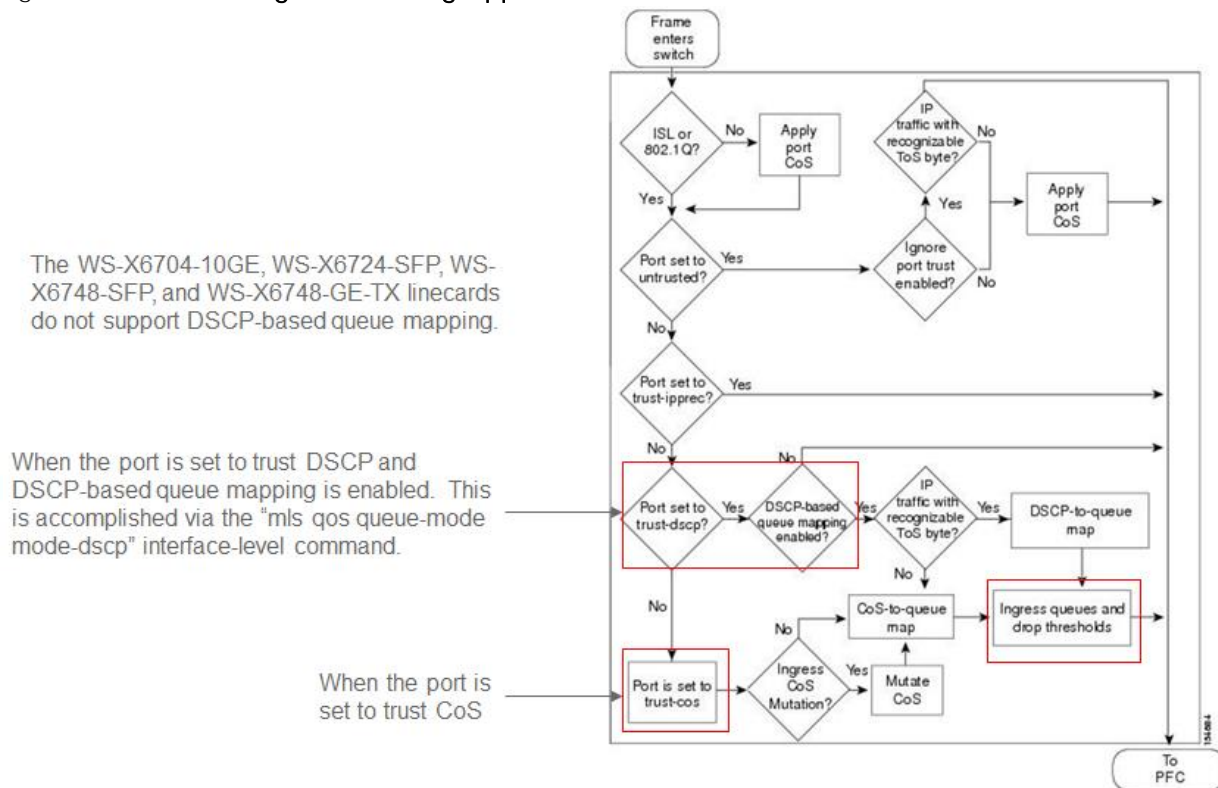 Frame
enters
switch
ISL or
802.1Q?
No
Apply
port
CoS
Yes
IP
traffic with
recognizable
ToS byte?
No
Yes
Apply
port
CoS
Port set to
untrusted?
Yes
Ignore
port trust
enabled?
No
No
The WS-X6704-10GE, WS-X6724-SFP, WS-
X6748-SFP, and WS-X6748-GE-TX linecards
do not support DSCP-based queue mapping.
Port set to
trust-ipprec?
Yes
No
When the port is set to trust DSCP and
DSCP-based queue mapping is enabled. This
is accomplished via the "mls qos queue-mode
mode-dscp" interface-level command.
Port set to
trust-dscp?
Yes
No
DSCP-based
queue mapping
enabled?
Yes
IP
traffic with
recognizable
ToS byte?
Yes
DSCP-to-queue
map
No
No
CoS-to-queue
map
Ingress queues and
drop thresholds
When the port is
set to trust CoS
Port is set to
trust-cos
Ingress
CoS
Mutation?
No
Yes
Mutate
CoS
To
PFC